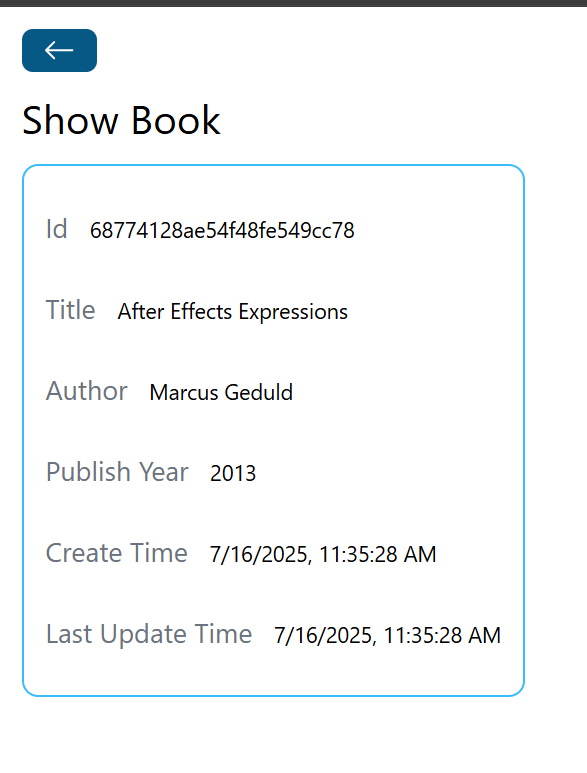 Show Book
Id 68774128ae54f48fe549cc78
Title After Effects Expressions
Author Marcus Geduld
Publish Year 2013
Create Time 7/16/2025, 11:35:28 AM
Last Update Time 7/16/2025, 11:35:28 AM